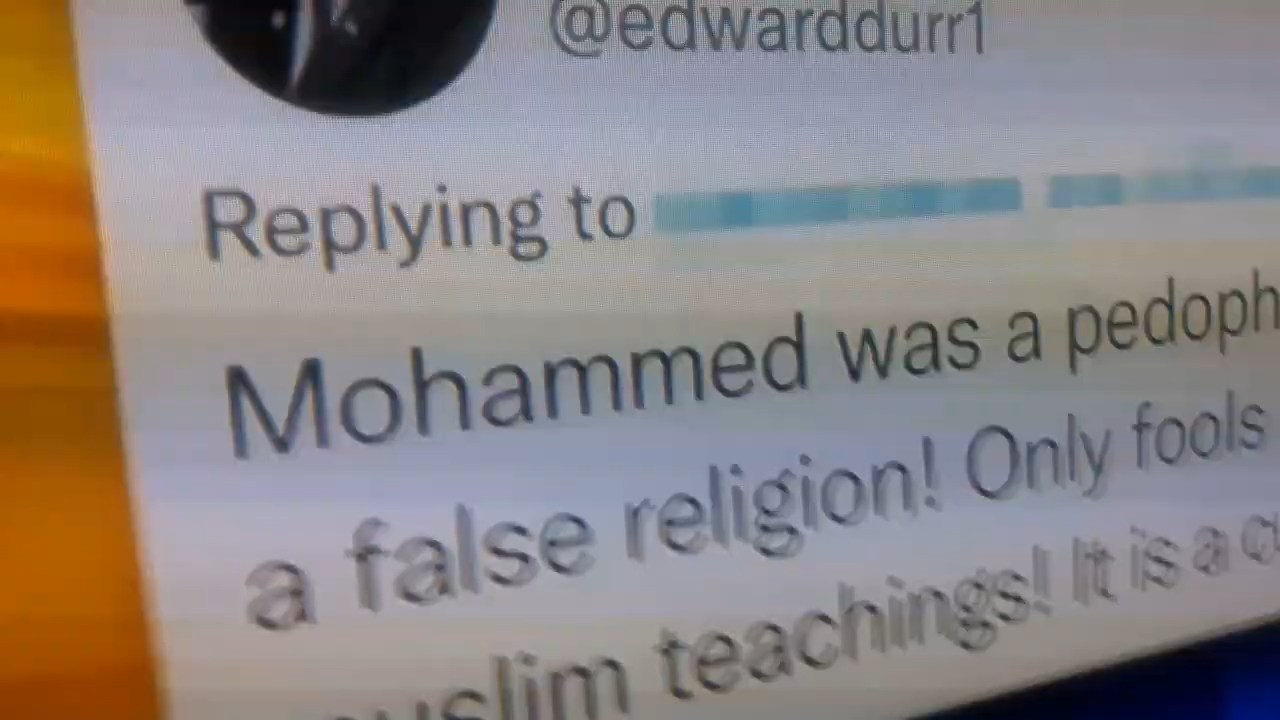 @edwarddurr1
Replying to
Mohammed was a pedoph
a false religion! Only fools
uslim teachings! It is a c